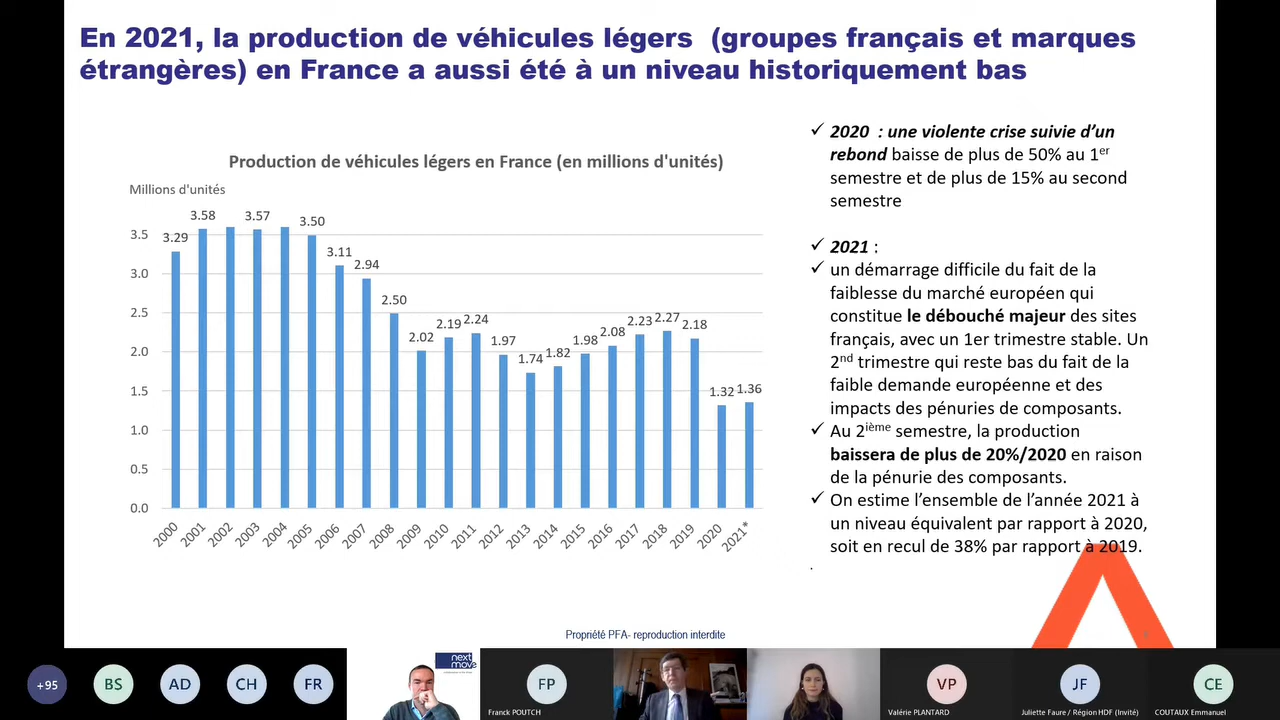 En 2021, la production de véhicules légers (groupes français et marques
étrangères) en France a aussi été à un niveau historiquement bas
Production de véhicules légers en France (en millions d'unités)
Millions d'unités
3.5
3.0
2.5
2.0
1.5
1.0
0.5
0.0
3.29
3.58
3.57
3.50
3.11
2.94
2.50
2.02
2.19
2.24
1.97
1.74
1.82
1.98
2.08
2.23
2.27
2.18
1.32
1.36
2000
2001
2002
2003
2004
2005
2006
2007
2008
2009
2010
2011
2012
2013
2014
2015
2016
2017
2018
2019
2020
2021*
✓ 2020 : une violente crise suivie d'un
rebond baisse de plus de 50% au 1er
semestre et de plus de 15% au second
semestre
✓ 2021 :
✓ un démarrage difficile du fait de la
faiblesse du marché européen qui
constitue le débouché majeur des sites
français, avec un 1er trimestre stable. Un
2nd trimestre qui reste bas du fait de la
faible demande européenne et des
impacts des pénuries de composants.
✓ Au 2ième semestre, la production
baissera de plus de 20%/2020 en raison
de la pénurie des composants.
✓ On estime l'ensemble de l'année 2021 à
un niveau équivalent par rapport à 2020,
soit en recul de 38% par rapport à 2019.
.
Propriété PFA- reproduction interdite
+95
BS
AD
CH
FR
next
move
FP
Franck POUTCH
VP
Valérie PLANTARD
JF
Juliette Faure / Région HDF (Invité)
CE
COUTAUX Emmanuel